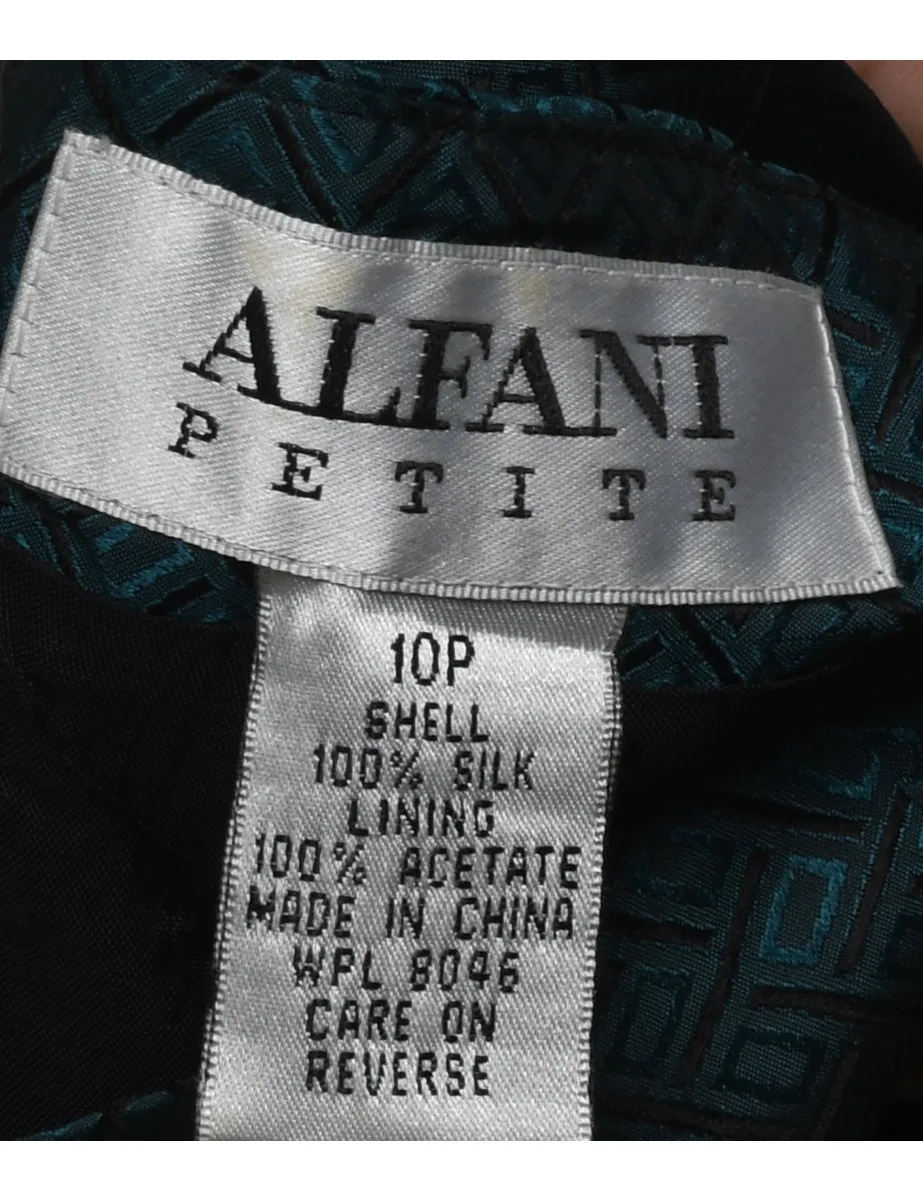 ALFANI
PETITE
10P
SHELL
100% SILK
LINING
100% ACETATE
MADE IN CHINA
WPL 8046
CARE ON
REVERSE